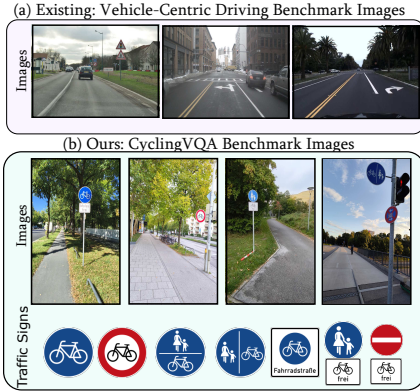 (a) Existing: Vehicle-Centric Driving Benchmark Images
Images
(b) Ours: CyclingVQA Benchmark Images
Images
Traffic Signs
Fahrradstraße
frei
frei